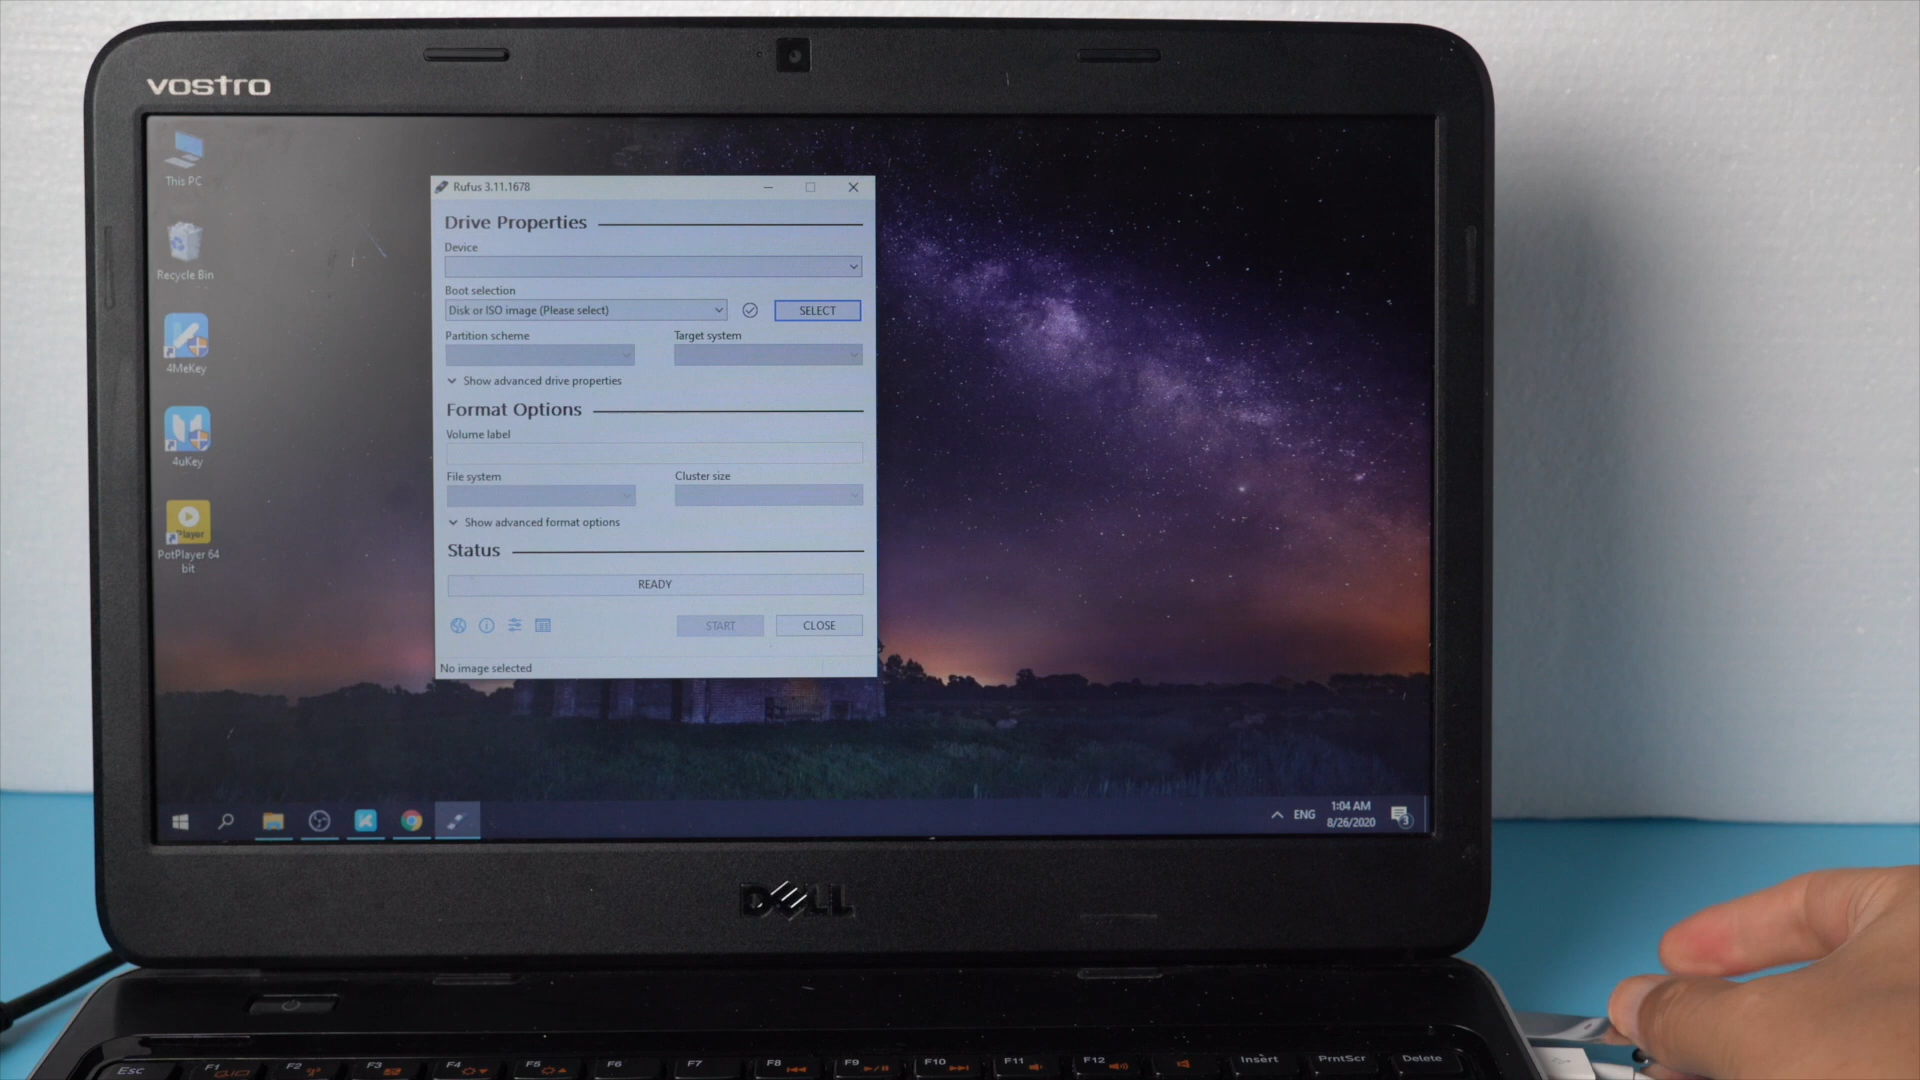 vostro
This PC
Recycle Bin
4MeKey
4uKey
Player
PotPlayer 64
bit
Rufus 3.11.1678
Drive Properties
Device
Boot selection
Disk or ISO image (Please select)
SELECT
Partition scheme
Target system
Show advanced drive properties
Format Options
Volume label
File system
Cluster size
Show advanced format options
Status
READY
START
CLOSE
No image selected
ENG
1:04 AM
8/26/2020
3
DELL
Esc
F1
F2
F3
F4
F5
F6
F7
F8
F9
F10
F11
F12
Insert
PrntScr
Delete